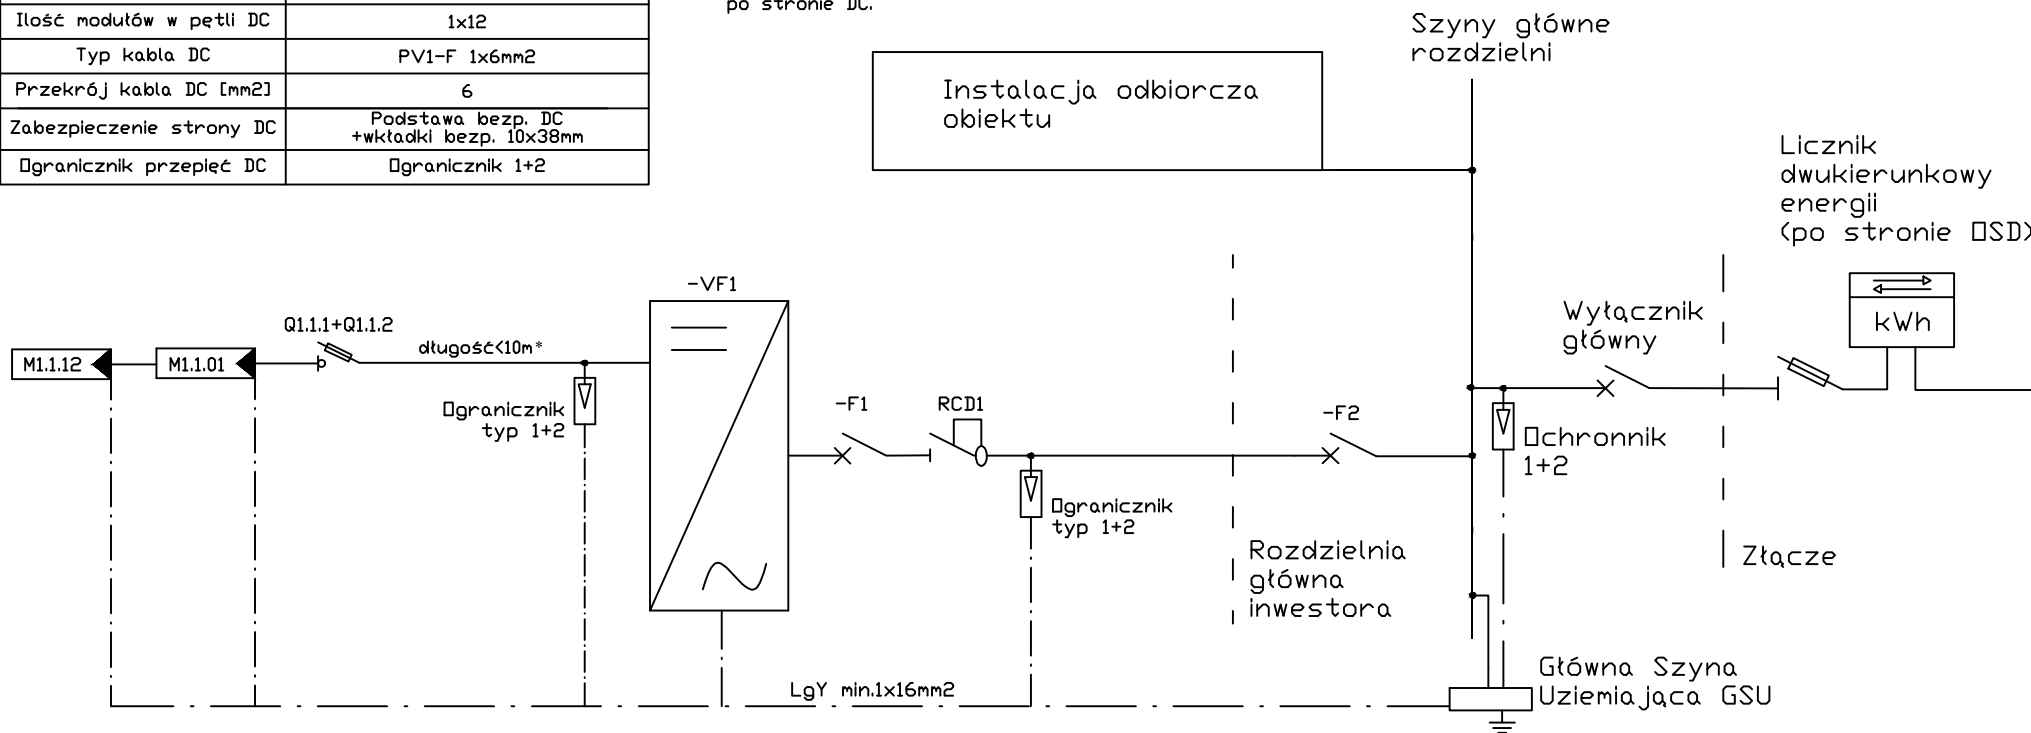 po stronie DC.
Ilość modułów w pętli DC 1x12
Typ kabla DC PV1-F 1x6mm2
Przekrój kabla DC [mm2] 6
Zabezpieczenie strony DC Podstawa bezp. DC
+wkładki bezp. 10x38mm
Ogranicznik przepięć DC Ogranicznik 1+2
Szyny główne
rozdzielni
Instalacja odbiorcza
obiektu
Licznik
dwukierunkowy
energii
(po stronie OSD)
kWh
Wyłącznik
główny
-VF1
Q1.1.1+Q1.1.2
długość<10m*
M1.1.12
M1.1.01
Ogranicznik
typ 1+2
-F1
RCD1
-F2
Ochronnik
1+2
Ogranicznik
typ 1+2
Rozdzielnia
główna
inwestora
Złącze
LgY min.1x16mm2
Główna Szyna
Uziemiająca GSU